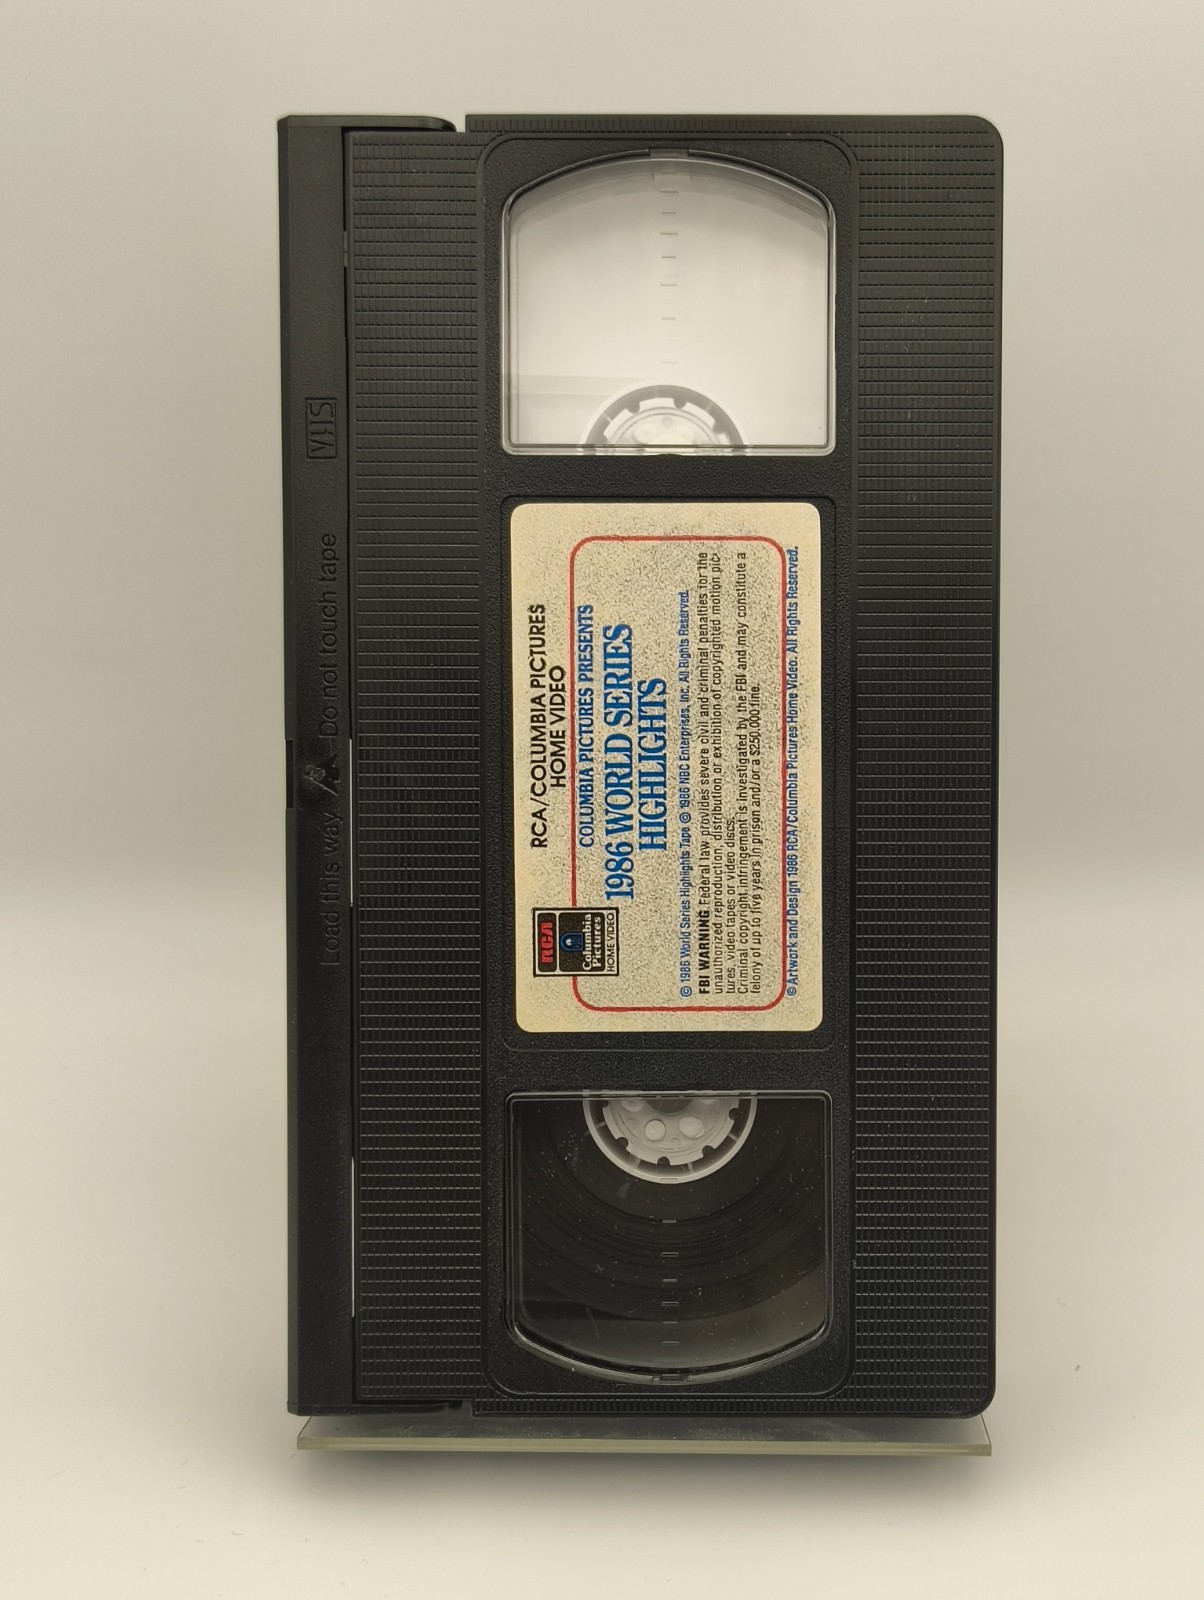 VHS
Load this way Do not touch tape
RCA/COLUMBIA PICTURES
HOME VIDEO
RCA
Columbia
Pictures
HOME VIDEO
COLUMBIA PICTURES PRESENTS
1986 WORLD SERIES
HIGHLIGHTS
© 1986 World Series Highlights Tape © 1986 NBC Enterprises, Inc. All Rights Reserved.
FBI WARNING: Federal law provides severe civil and criminal penalties for the
unauthorized reproduction, distribution or exhibition of copyrighted motion pic-
tures, video tapes or video discs.
Criminal copyright infringement is investigated by the FBI and may constitute a
felony of up to five years in prison and/or a $250,000 fine.
© Artwork and Design 1986 RCA/Columbia Pictures Home Video. All Rights Reserved.